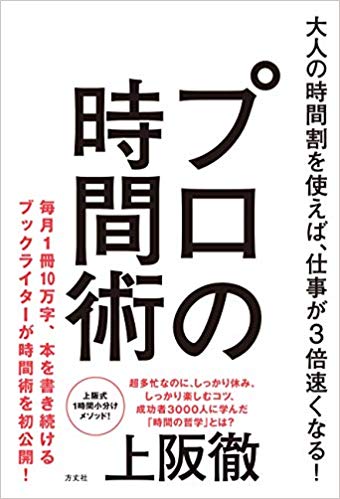 大人の時間割を使えば、仕事が3倍速くなる!
プロの
時間術
毎月1冊10万字、本を書き続ける
ブックライターが時間術を初公開!
上阪式
1時間小分け
メソッド!
超多忙なのに、しっかり休み、
しっかり楽しむコツ、
成功者3000人に学んだ
「時間の哲学」とは?
上阪徹
方丈社